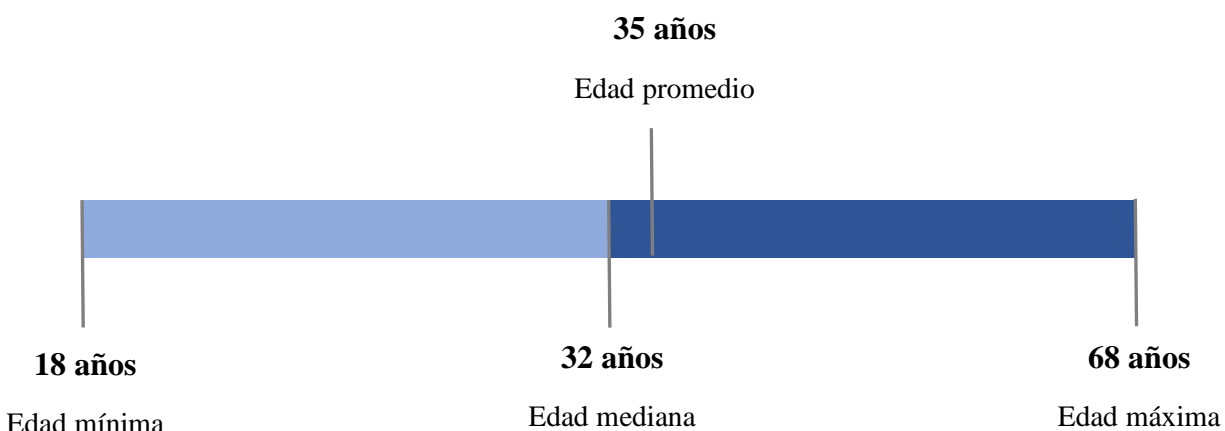 35 años
Edad promedio
18 años
Edad mínima
32 años
Edad mediana
68 años
Edad máxima